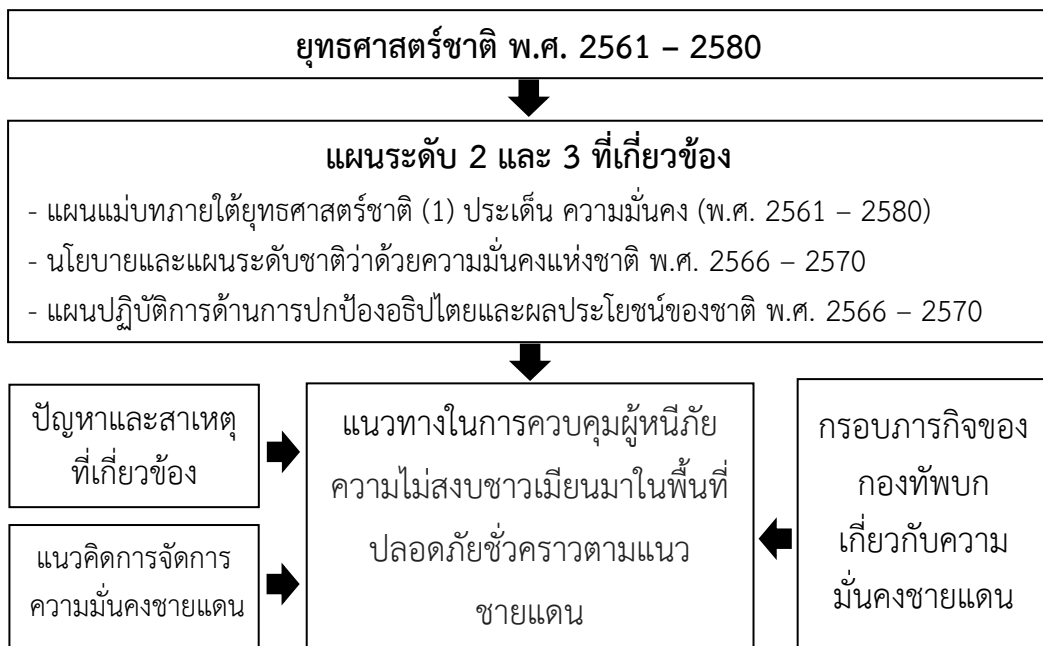 ยุทธศาสตร์ชาติ พ.ศ. 2561 – 2580
แผนระดับ 2 และ 3 ที่เกี่ยวข้อง
- แผนแม่บทภายใต้ยุทธศาสตร์ชาติ (1) ประเด็น ความมั่นคง (พ.ศ. 2561 – 2580)
- นโยบายและแผนระดับชาติว่าด้วยความมั่นคงแห่งชาติ พ.ศ. 2566 – 2570
- แผนปฏิบัติการด้านการปกป้องอธิปไตยและผลประโยชน์ของชาติ พ.ศ. 2566 – 2570
ปัญหาและสาเหตุ
ที่เกี่ยวข้อง
แนวคิดการจัดการ
ความมั่นคงชายแดน
แนวทางในการควบคุมผู้หนีภัย
ความไม่สงบชาวเมียนมาในพื้นที่
ปลอดภัยชั่วคราวตามแนว
ชายแดน
กรอบภารกิจของ
กองทัพบก
เกี่ยวกับความ
มั่นคงชายแดน